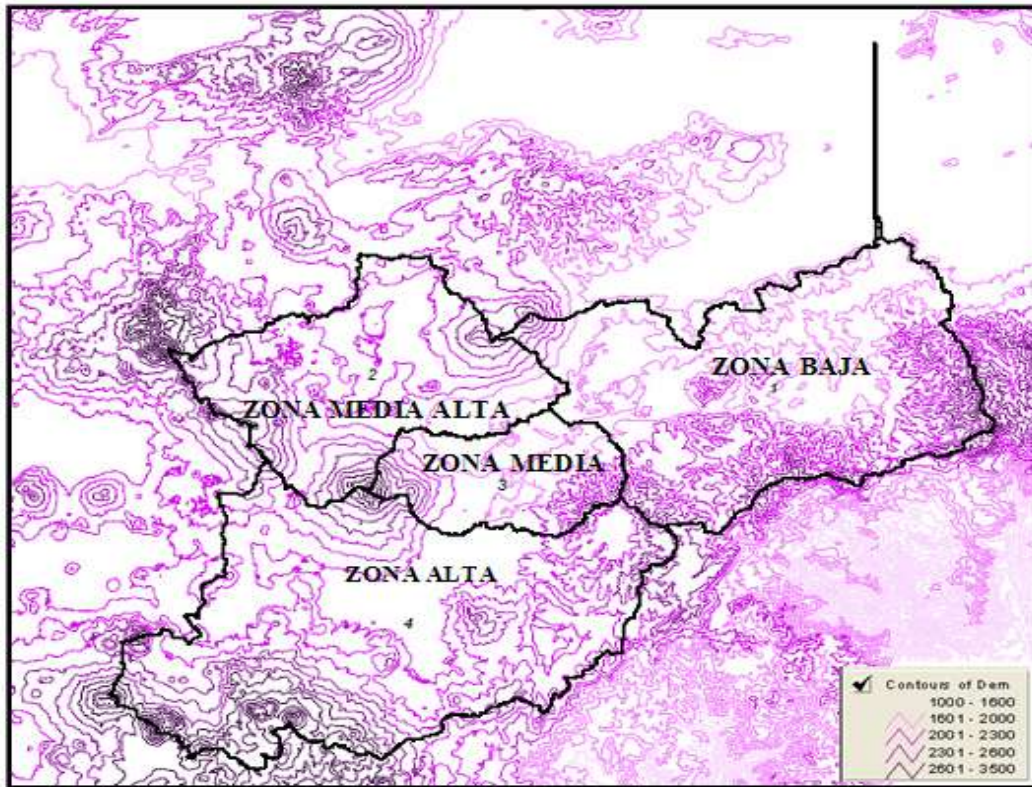 ZONA BAJA
1
2
ZONA MEDIA ALTA
ZONA MEDIA
3
ZONA ALTA
4
Contours of Dem
1000 - 1600
1601 - 2000
2001 - 2300
2301 - 2600
2601 - 3500